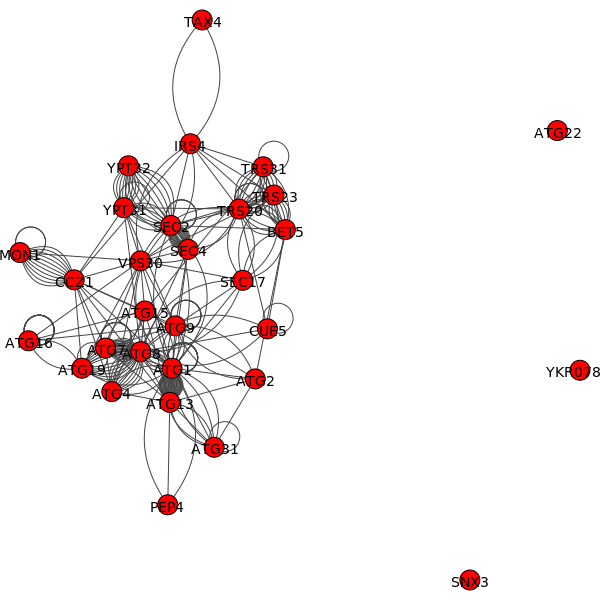 TAX4
ATG22
IRS4
YPT32
TRS31
TRS23
YPT31
TRS20
SEC2
BET5
SEC4
MON1
VPS30
CCZ1
SEC17
ATG15
ATG9
CUE5
ATG16
ATG7
ATG8
ATG19
ATG1
YKR078
ATG2
ATG4
ATG13
ATG31
PEP4
SNX3